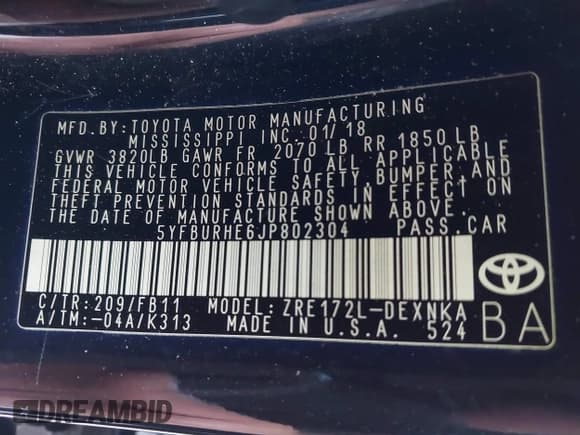 MFD.BY:TOYOTA MOTOR MANUFACTURING
MISSISSIPPI INC. 01/18
GVWR 3820LB GAWR FR 2070 LB RR 1850 LB
THIS VEHICLE CONFORMS TO ALL APPLICABLE
FEDERAL MOTOR VEHICLE SAFETY,BUMPER,AND
THEFT PREVENTION STANDARDS IN EFFECT ON
THE DATE OF MANUFACTURE SHOWN ABOVE.
5YFBURHE6JP802304 PASS.CAR
C/TR:209/FB11 MODEL:ZRE172L-DEXNKA
A/TM:-04A/K313 MADE IN U.S.A. 524
BA
DREAMBID